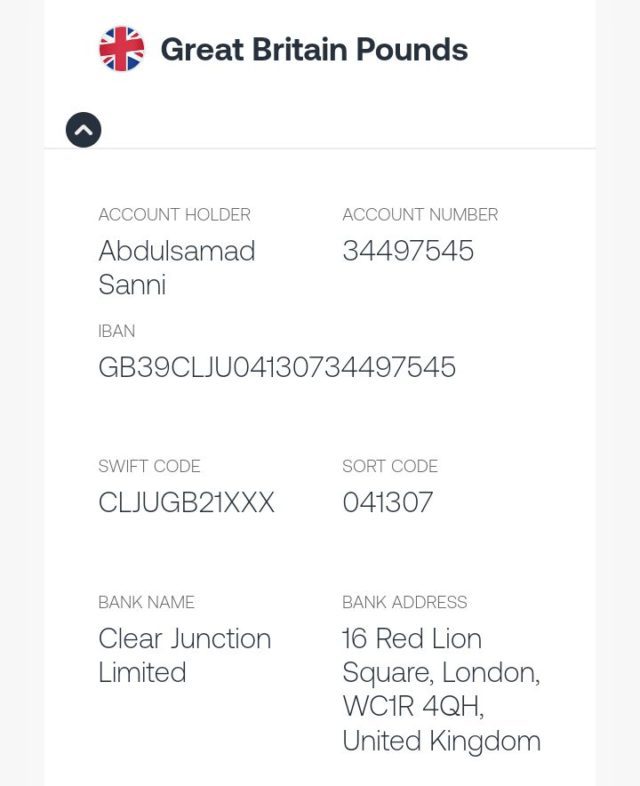 Great Britain Pounds
ACCOUNT HOLDER
Abdulsamad
Sanni
ACCOUNT NUMBER
34497545
IBAN
GB39CLJU04130734497545
SWIFT CODE
CLJUGB21XXX
SORT CODE
041307
BANK NAME
Clear Junction
Limited
BANK ADDRESS
16 Red Lion
Square, London,
WC1R 4QH,
United Kingdom